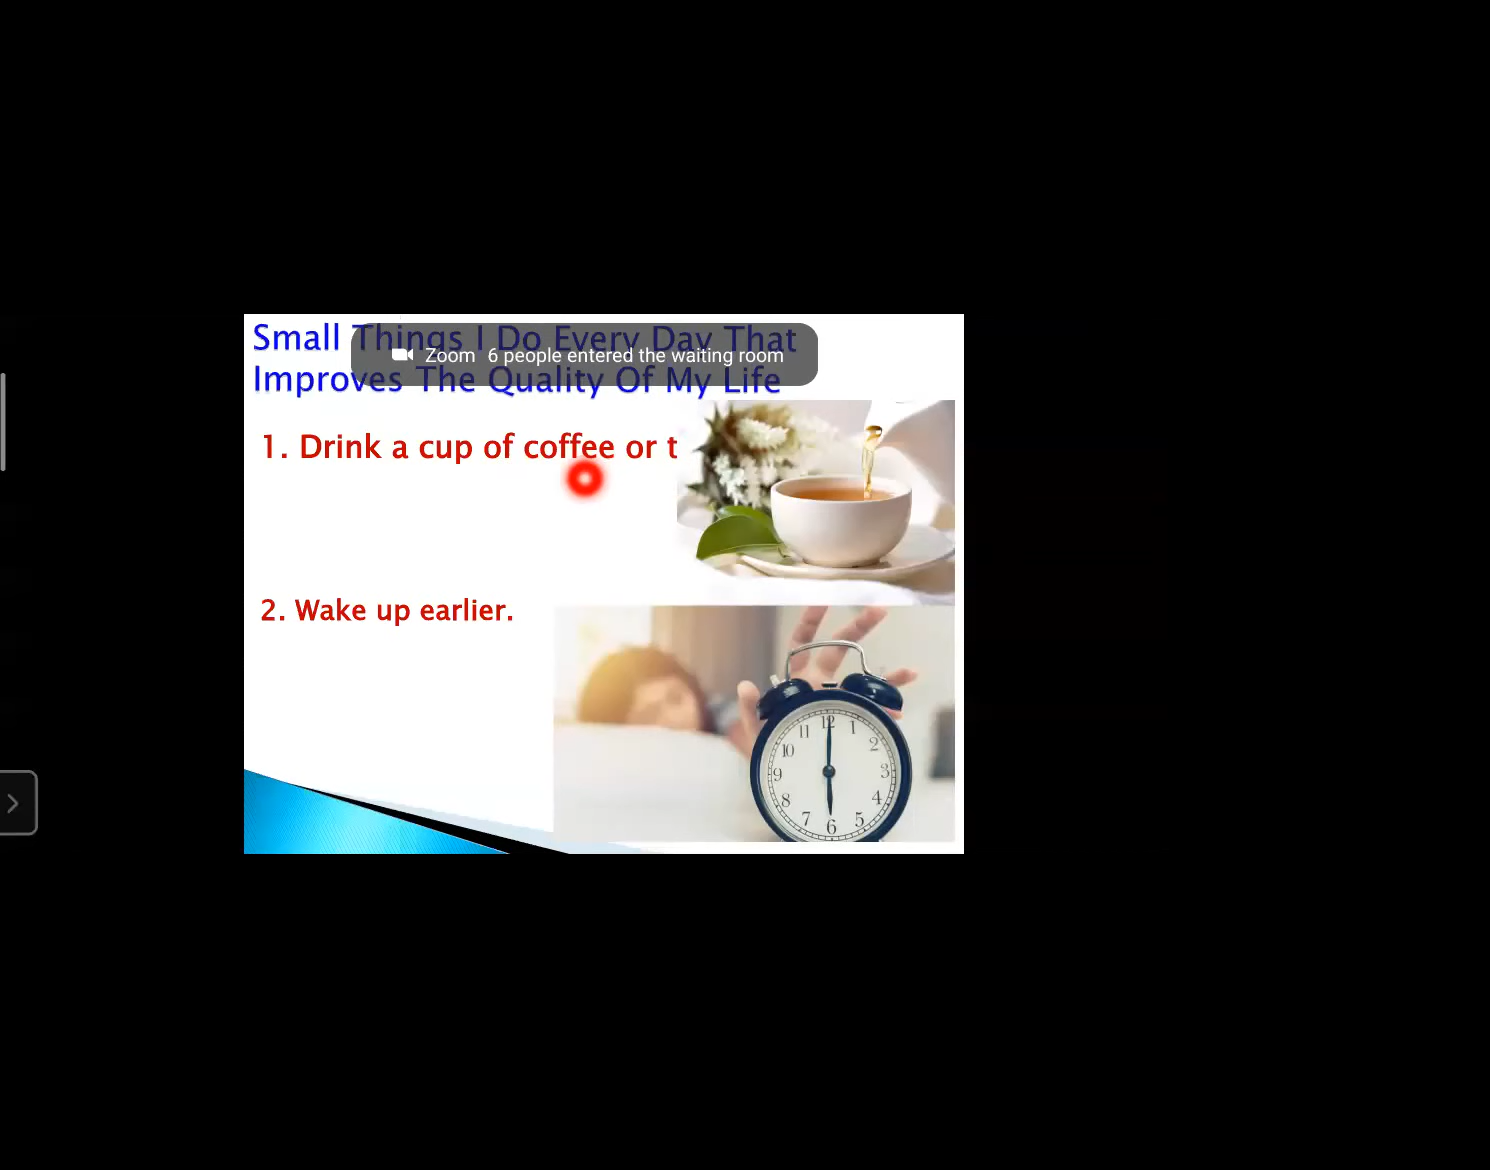 Small Things I Do Every Day That
Zoom 6 people entered the waiting room
Improves The Quality Of My Life
1. Drink a cup of coffee or t
2. Wake up earlier.
12
11 1
10 2
9 3
8 4
7 5
6